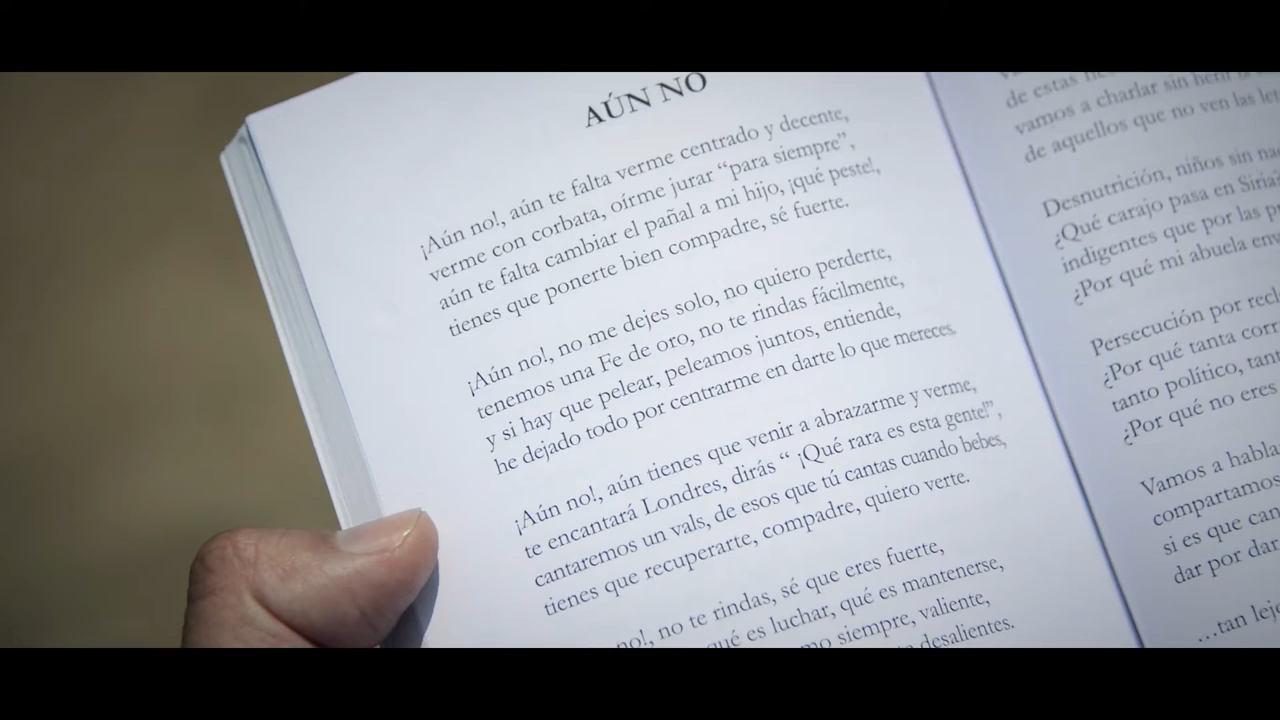 AÚN NO
¡Aún no!, aún te falta verme centrado y decente,
verme con corbata, oírme jurar “para siempre”,
aún te falta cambiar el pañal a mi hijo, ¡qué peste!,
tienes que ponerte bien compadre, sé fuerte.
¡Aún no!, no me dejes solo, no quiero perderte,
tenemos una Fe de oro, no te rindas fácilmente,
y si hay que pelear, peleamos juntos, entiende,
he dejado todo por centrarme en darte lo que mereces.
¡Aún no!, aún tienes que venir a abrazarme y verme,
te encantará Londres, dirás “ ¡Qué rara es esta gente!”,
cantaremos un vals, de esos que tú cantas cuando bebes,
tienes que recuperarte, compadre, quiero verte.
no!, no te rindas, sé que eres fuerte,
qué es luchar, qué es mantenerse,
siempre, valiente,
desalientes.
de estas
vamos a charlar sin herir
de aquellos que no ven las
Desnutrición, niños sin
¿Qué carajo pasa en
indigentes que por las
¿Por qué mi abuela
Persecución por
¿Por qué tanta
tanto político,
¿Por qué no eres
Vamos a
compartamos
si es que
dar por
…tan